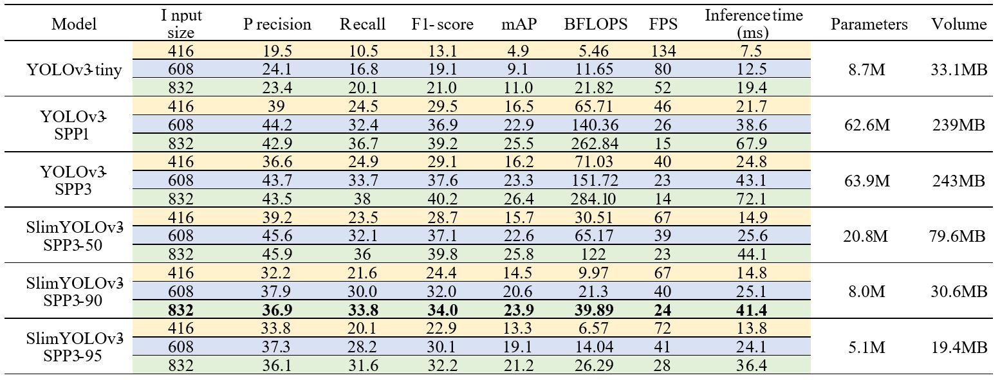 Model Input size Precision Recall F1-score mAP BFLOPS FPS Inference time (ms) Parameters Volume
YOLOv3-tiny 416 19.5 10.5 13.1 4.9 5.46 134 7.5 8.7M 33.1MB
608 24.1 16.8 19.1 9.1 11.65 80 12.5
832 23.4 20.1 21.0 11.0 21.82 52 19.4
YOLOv3-SPP1 416 39 24.5 29.5 16.5 65.71 46 21.7 62.6M 239MB
608 44.2 32.4 36.9 22.9 140.36 26 38.6
832 42.9 36.7 39.2 25.5 262.84 15 67.9
YOLOv3-SPP3 416 36.6 24.9 29.1 16.2 71.03 40 24.8 63.9M 243MB
608 43.7 33.7 37.6 23.3 151.72 23 43.1
832 43.5 38 40.2 26.4 284.10 14 72.1
SlimYOLOv3-SPP3-50 416 39.2 23.5 28.7 15.7 30.51 67 14.9 20.8M 79.6MB
608 45.6 32.1 37.1 22.6 65.17 39 25.6
832 45.9 36 39.8 25.8 122 23 44.1
SlimYOLOv3-SPP3-90 416 32.2 21.6 24.4 14.5 9.97 67 14.8 8.0M 30.6MB
608 37.9 30.0 32.0 20.6 21.3 40 25.1
832 36.9 33.8 34.0 23.9 39.89 24 41.4
SlimYOLOv3-SPP3-95 416 33.8 20.1 22.9 13.3 6.57 72 13.8 5.1M 19.4MB
608 37.3 28.2 30.1 19.1 14.04 41 24.1
832 36.1 31.6 32.2 21.2 26.29 28 36.4